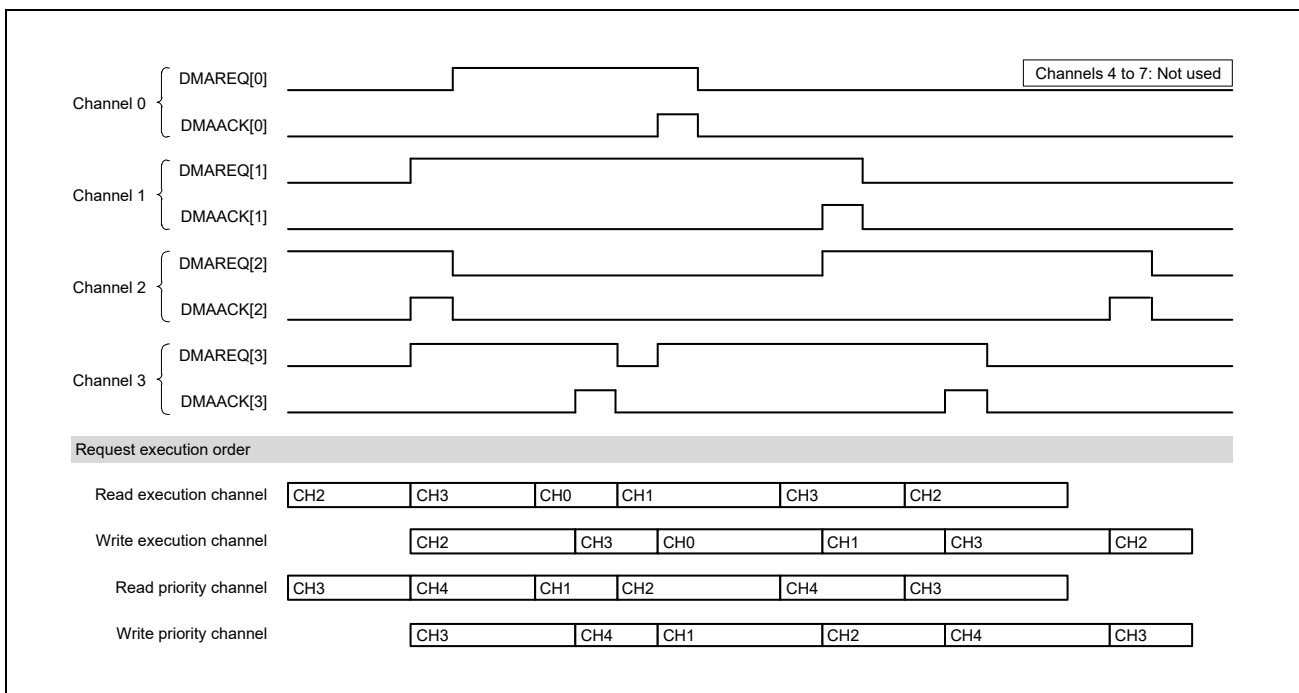 Channels 4 to 7: Not used
Channel 0
DMAREQ[0]
DMAACK[0]
Channel 1
DMAREQ[1]
DMAACK[1]
Channel 2
DMAREQ[2]
DMAACK[2]
Channel 3
DMAREQ[3]
DMAACK[3]
Request execution order
Read execution channel CH2 CH3 CH0 CH1 CH3 CH2
Write execution channel CH2 CH3 CH0 CH1 CH3 CH2
Read priority channel CH3 CH4 CH1 CH2 CH4 CH3
Write priority channel CH3 CH4 CH1 CH2 CH4 CH3